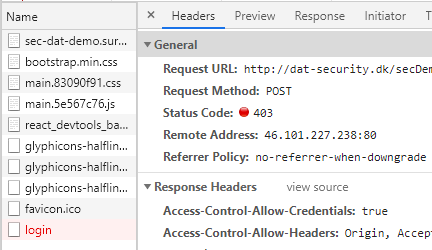 Name
sec-dat-demo.sur...
bootstrap.min.css
main.83090f91.css
main.5e567c76.js
react_devtools_ba...
glyphicons-halflin...
glyphicons-halflin...
glyphicons-halflin...
favicon.ico
login
Headers Preview Response Initiator Timing
General
Request URL: http://dat-security.dk/secDem
Request Method: POST
Status Code: 403
Remote Address: 46.101.227.238:80
Referrer Policy: no-referrer-when-downgrade
Response Headers view source
Access-Control-Allow-Credentials: true
Access-Control-Allow-Headers: Origin, Accept